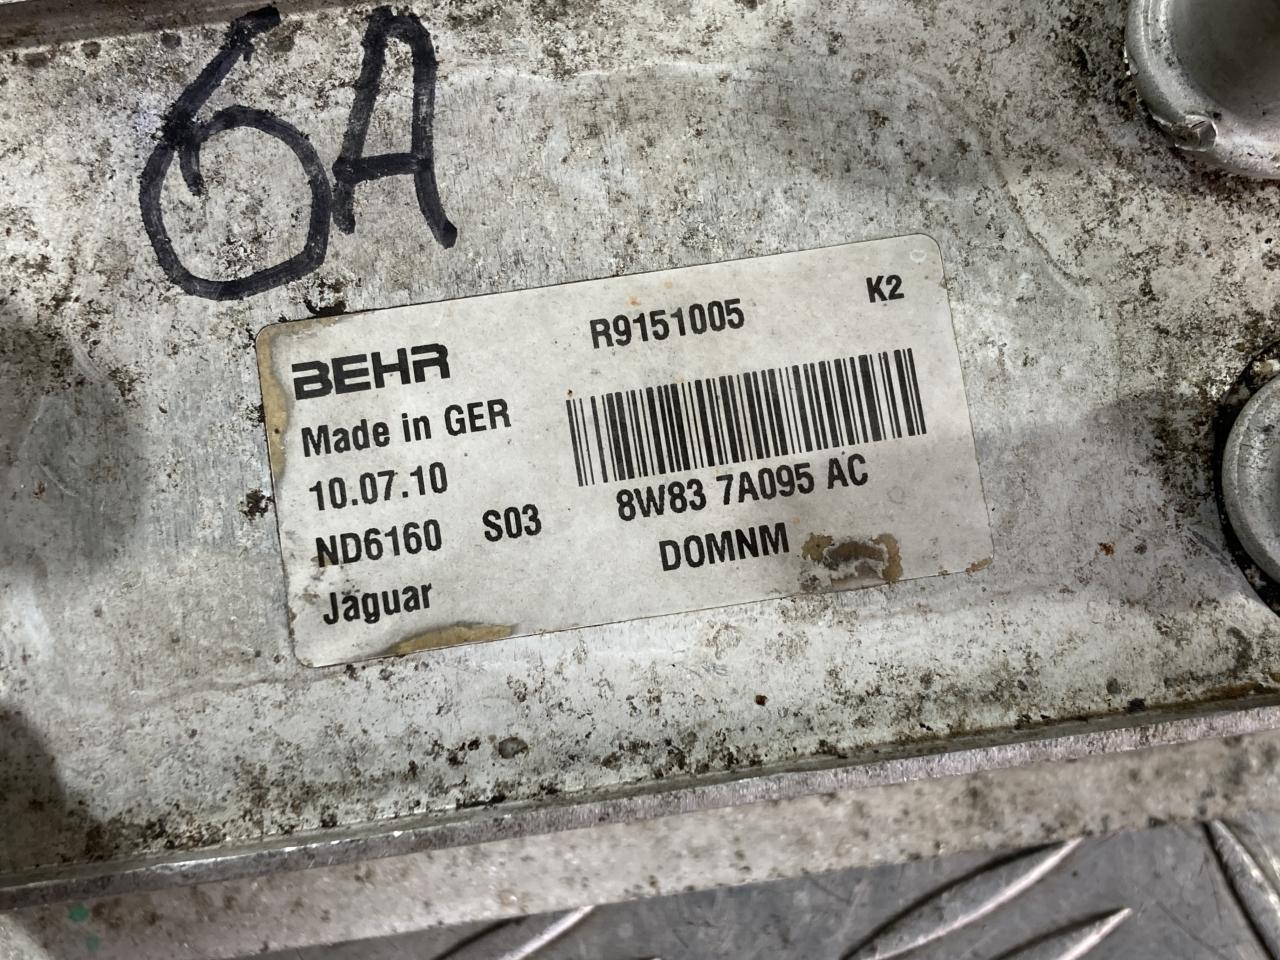 6A
R9151005 K2
BEHR
Made in GER
10.07.10
8W83 7A095 AC
ND6160 S03
DOMNM
Jaguar